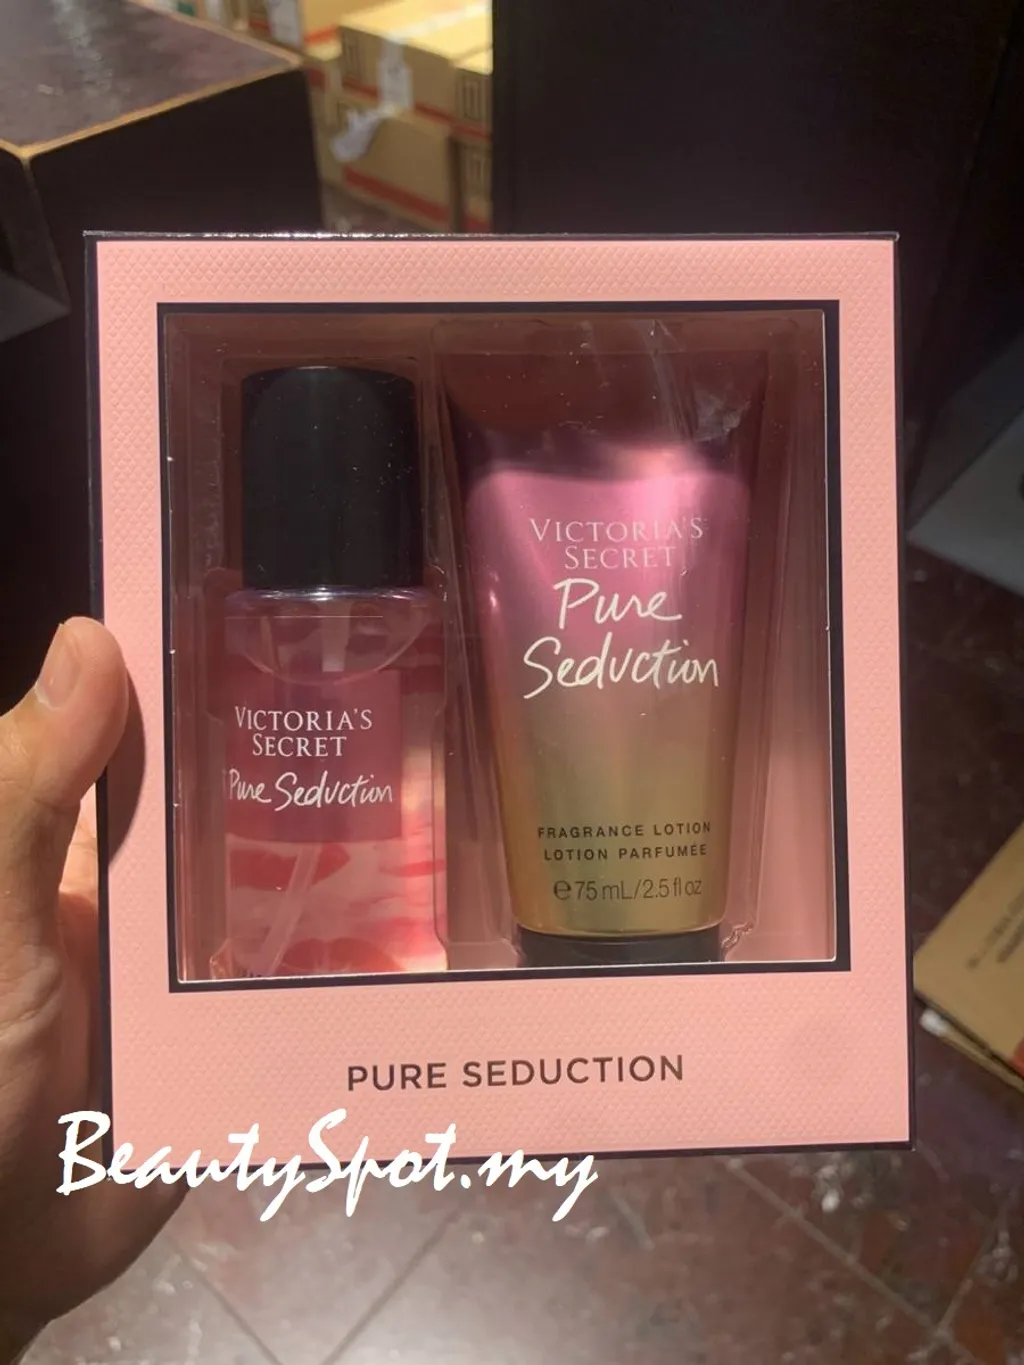 VICTORIA'S
SECRET
Pure Seduction
VICTORIA'S
SECRET
Pure
Seduction
FRAGRANCE LOTION
LOTION PARFUMÉE
℮75 mL/2.5 fl oz
PURE SEDUCTION
BeautySpot.my